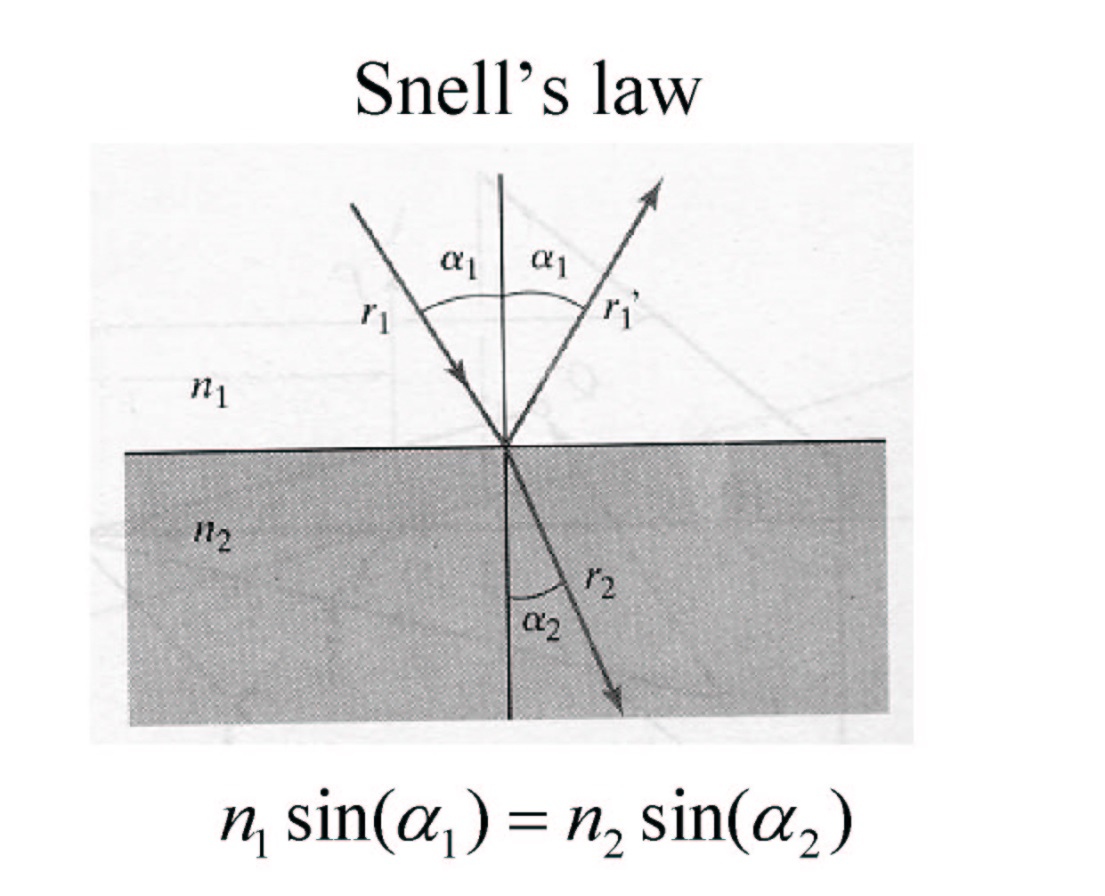 Snell’s law
α₁ α₁
r₁ r₁’
n₁
n₂
r₂
α₂
n₁ sin(α₁) = n₂ sin(α₂)